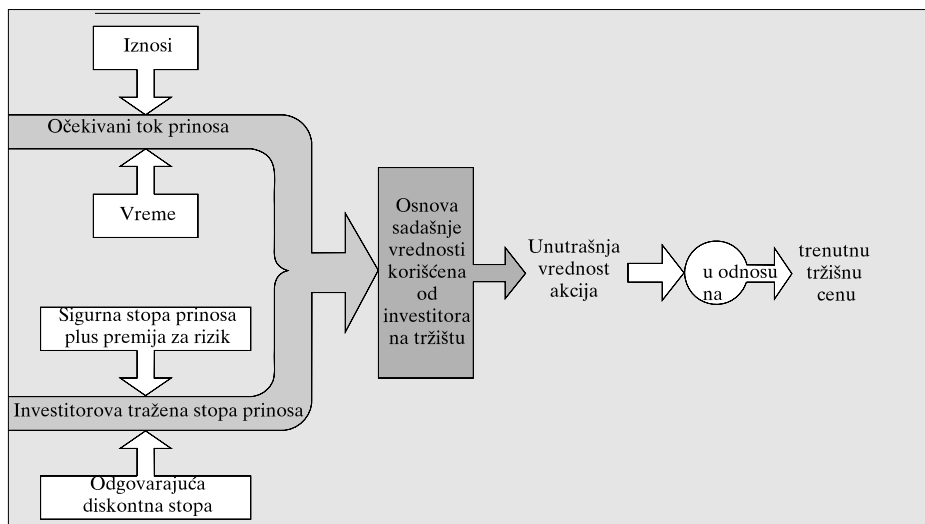 Iznosi
Očekivani tok prinosa
Vreme
Sigurna stopa prinosa
plus premija za rizik
Investitorova tražena stopa prinosa
Odgovarajuća
diskontna stopa
Osnova
sadašnje
vrednosti
korišćena
od
investitora
na tržištu
Unutrašnja
vrednost
akcija
u odnosu
na
trenutnu
tržišnu
cenu